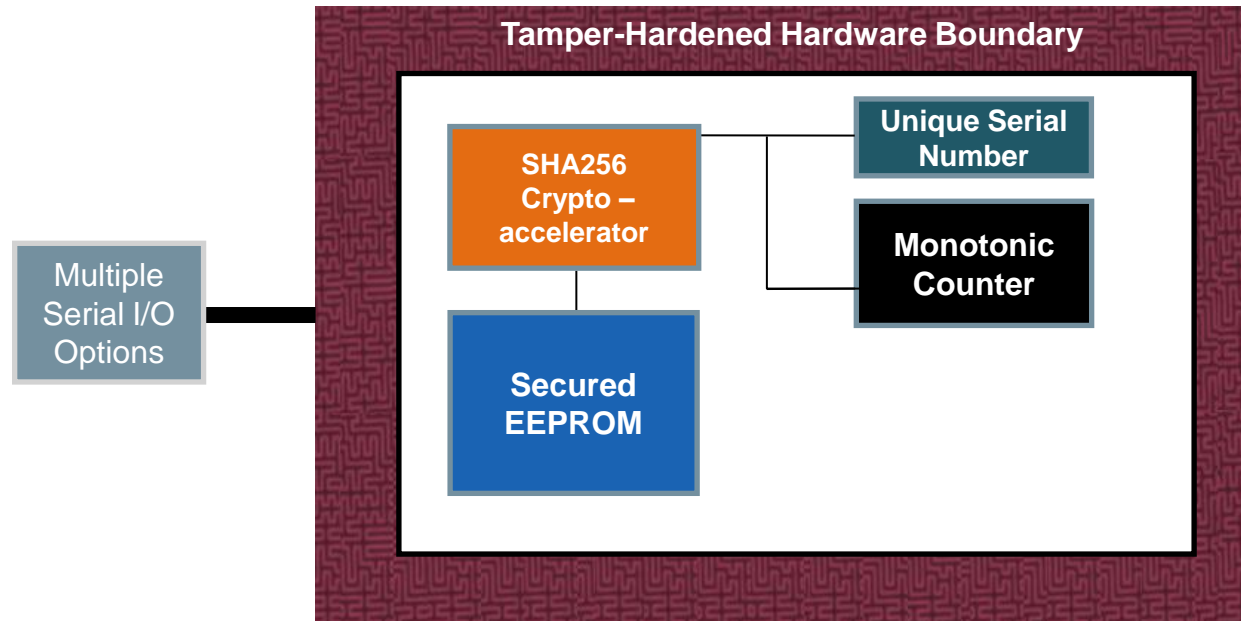 Tamper-Hardened Hardware Boundary
Multiple
Serial I/O
Options
SHA256
Crypto –
accelerator
Unique Serial
Number
Monotonic
Counter
Secured
EEPROM